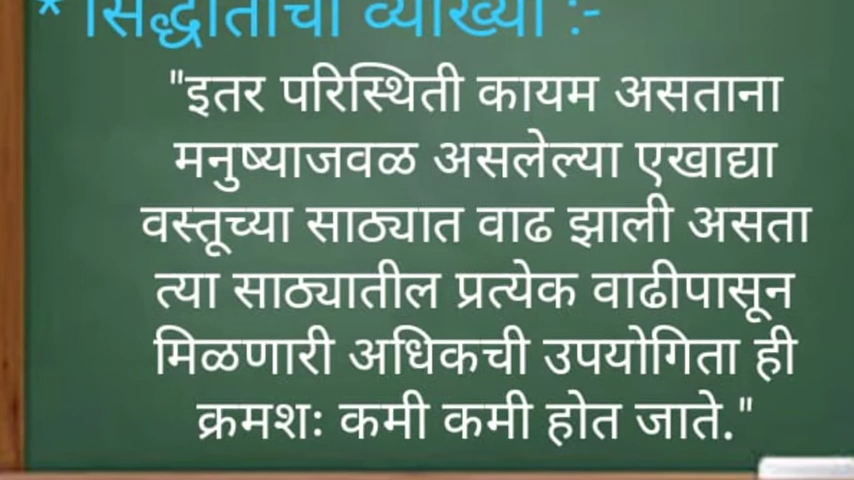 * सिद्धांताची व्याख्या :-
"इतर परिस्थिती कायम असताना
मनुष्याजवळ असलेल्या एखाद्या
वस्तूच्या साठ्यात वाढ झाली असता
त्या साठ्यातील प्रत्येक वाढीपासून
मिळणारी अधिकची उपयोगिता ही
क्रमशः कमी कमी होत जाते."